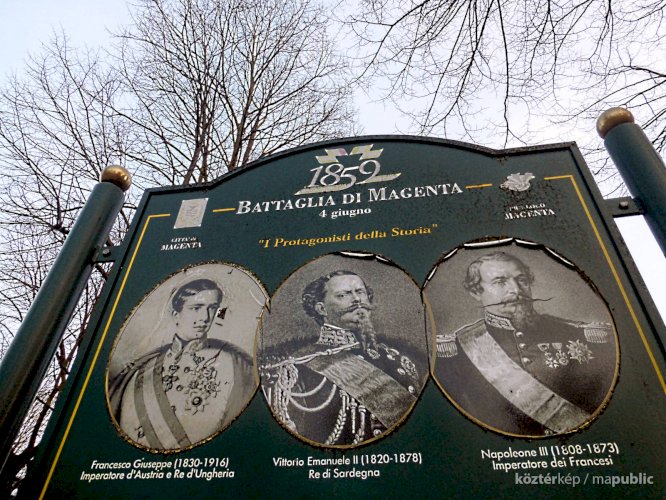 1859
BATTAGLIA DI MAGENTA
4 giugno
CITTÀ di
MAGENTA
PRO LOCO
MAGENTA
"I Protagonisti della Storia"
Francesco Giuseppe (1830-1916)
Imperatore d'Austria e Re d'Ungheria
Vittorio Emanuele II (1820-1878)
Re di Sardegna
Napoleone III (1808-1873)
Imperatore dei Francesi
köztérkép / mapublic